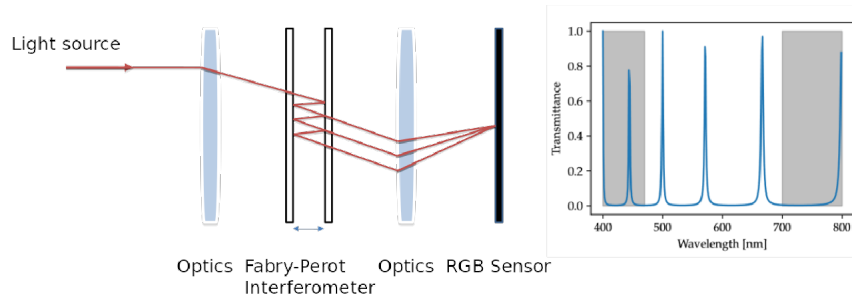 Light source
Optics
Fabry-Perot
Interferometer
Optics
RGB Sensor
Transmittance
1.0
0.8
0.6
0.4
0.2
0.0
400
500
600
700
800
Wavelength [nm]